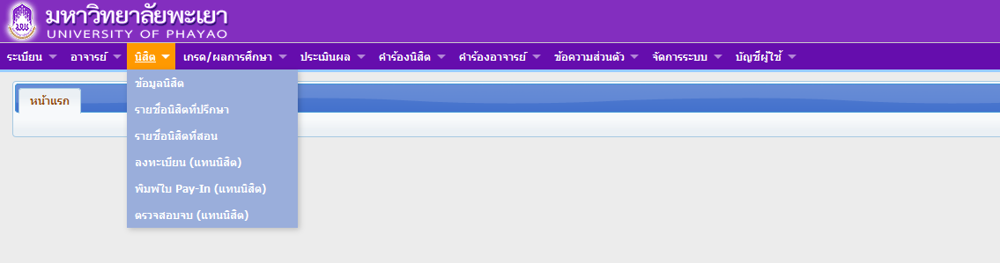 มหาวิทยาลัยพะเยา
UNIVERSITY OF PHAYAO
ระเบียน อาจารย์ นิสิต เกรด/ผลการศึกษา ประเมินผล คำร้องนิสิต คำร้องอาจารย์ ข้อความส่วนตัว จัดการระบบ บัญชีผู้ใช้
ข้อมูลนิสิต
หน้าแรก
รายชื่อนิสิตที่ปรึกษา
รายชื่อนิสิตที่สอน
ลงทะเบียน (แทนนิสิต)
พิมพ์ใบ Pay-In (แทนนิสิต)
ตรวจสอบจบ (แทนนิสิต)